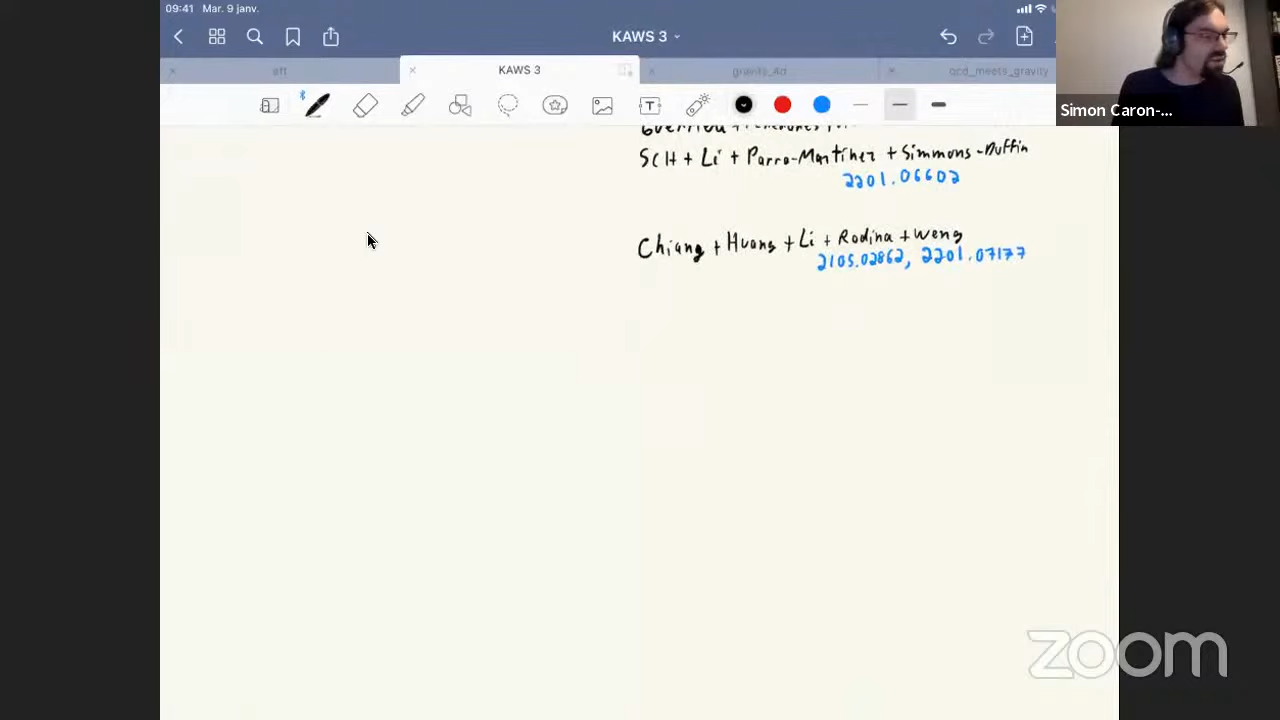 09:41 Mar. 9 janv.
KAWS 3
eft
KAWS 3
gravity_4d
qcd_meets_gravity
T
Simon Caron-...
SCH + Li + Parra-Martinez + Simmons-Duffin
2201.06602
Chiang + Huang + Li + Rodina + Weng
2105.02862, 2201.07177
zoom